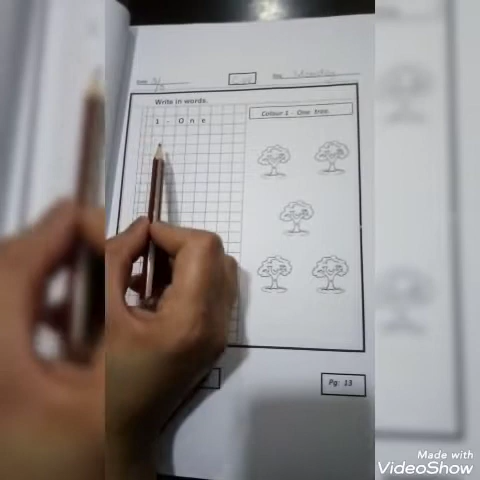 Write in words.
1 - One
Colour 1 - One tree.
Pg: 13
Made with
VideoShow